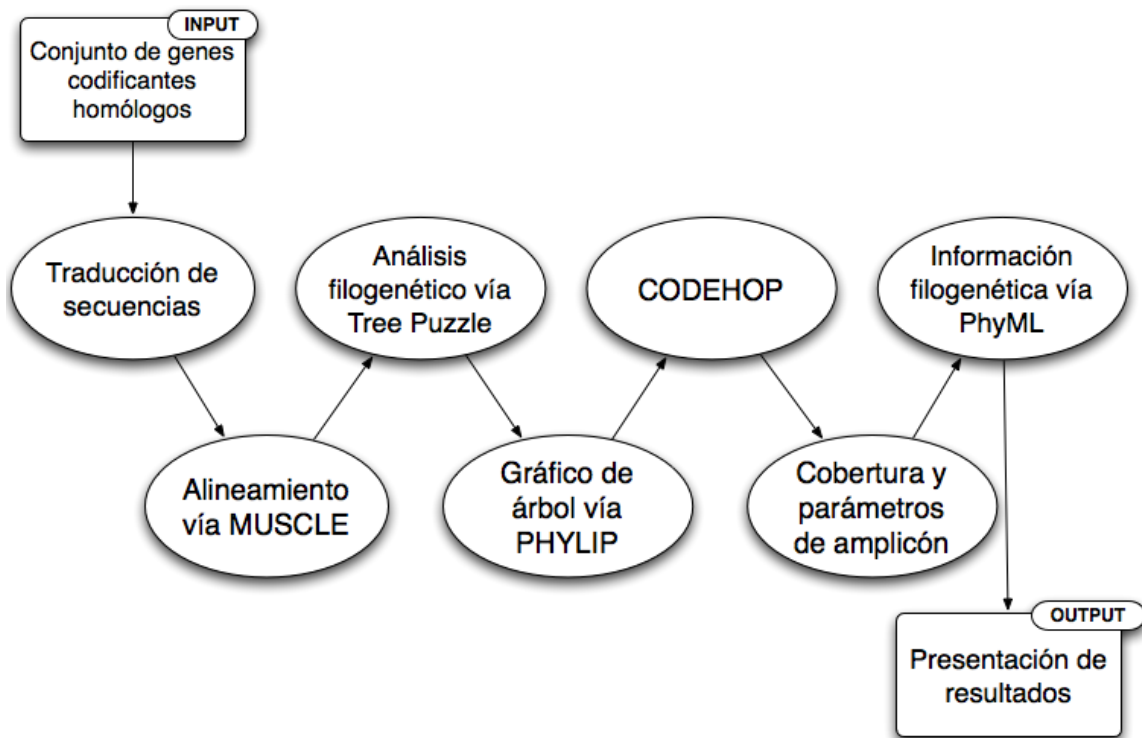 INPUT
Conjunto de genes
codificantes
homólogos
Traducción de
secuencias
Alineamiento
vía MUSCLE
Análisis
filogenético vía
Tree Puzzle
Gráfico de
árbol vía
PHYLIP
CODEHOP
Cobertura y
parámetros
de amplicón
Información
filogenética vía
PhyML
OUTPUT
Presentación de
resultados